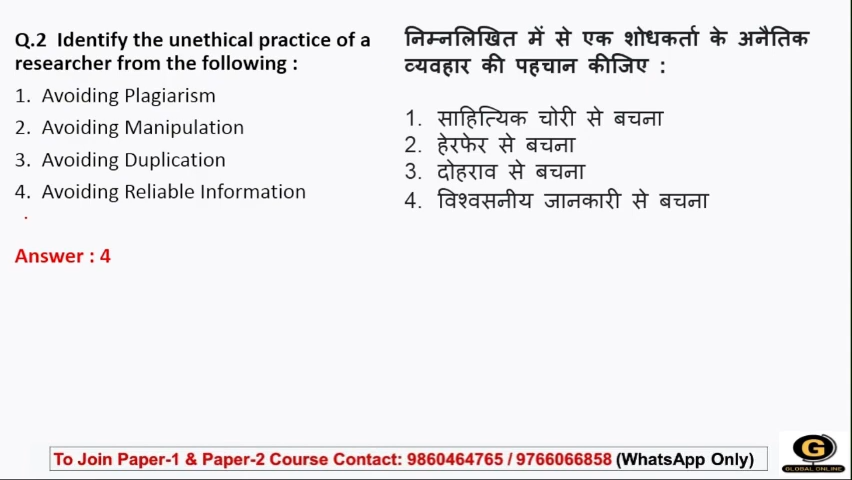 Q.2 Identify the unethical practice of a
researcher from the following :
1. Avoiding Plagiarism
2. Avoiding Manipulation
3. Avoiding Duplication
4. Avoiding Reliable Information
Answer : 4
निम्नलिखित में से एक शोधकर्ता के अनैतिक
व्यवहार की पहचान कीजिए :
1. साहित्यिक चोरी से बचना
2. हेरफेर से बचना
3. दोहराव से बचना
4. विश्वसनीय जानकारी से बचना
To Join Paper-1 & Paper-2 Course Contact: 9860464765 / 9766066858 (WhatsApp Only)
G
GLOBAL ONLINE